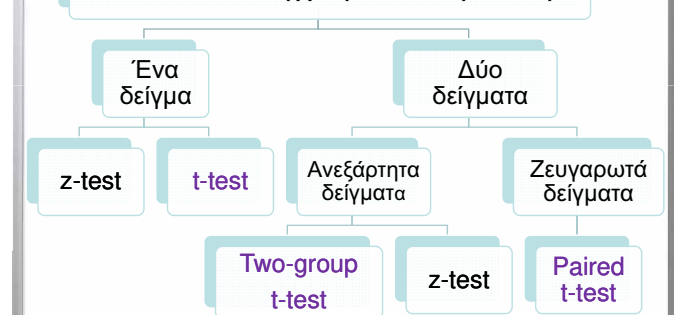 Ένα
δείγμα
Δύο
δείγματα
z-test
t-test
Ανεξάρτητα
δείγματα
Ζευγαρωτά
δείγματα
Two-group
t-test
z-test
Paired
t-test